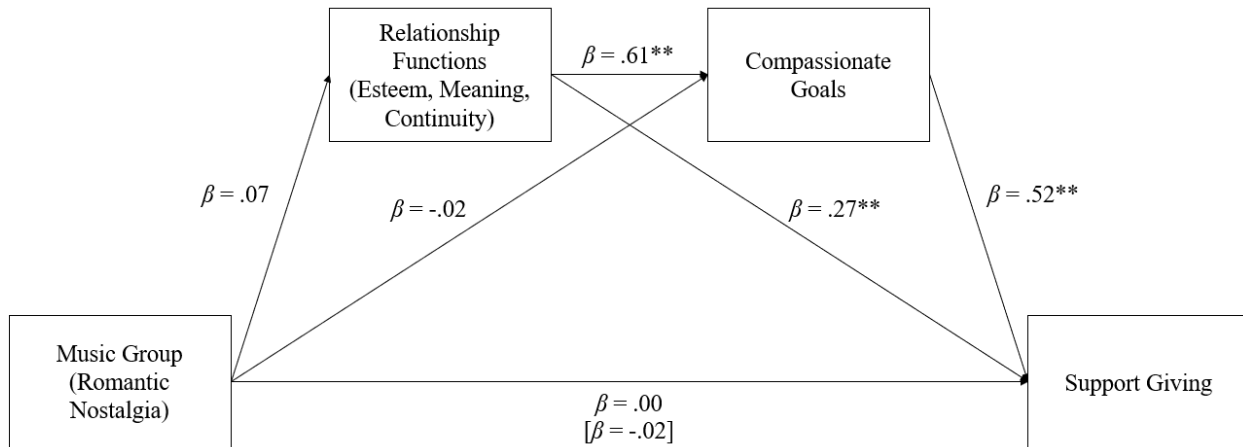 Relationship
Functions
(Esteem, Meaning,
Continuity)
β = .61**
Compassionate
Goals
β = .07
β = -.02
β = .27**
β = .52**
Music Group
(Romantic
Nostalgia)
β = .00
[β = -.02]
Support Giving